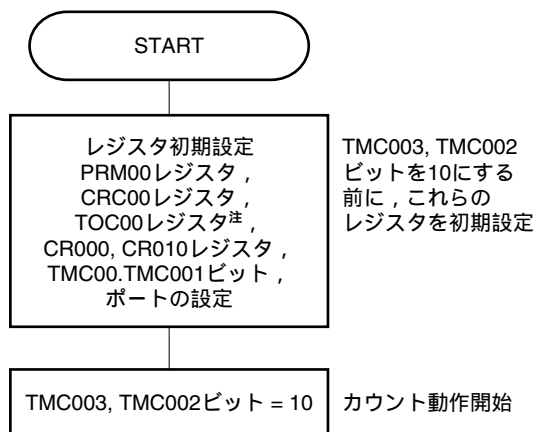 START
レジスタ初期設定
PRM00レジスタ，
CRC00レジスタ，
TOC00レジスタ注，
CR000, CR010レジスタ，
TMC00.TMC001ビット，
ポートの設定
TMC003, TMC002
ビットを10にする
前に，これらの
レジスタを初期設定
TMC003, TMC002ビット = 10
カウント動作開始